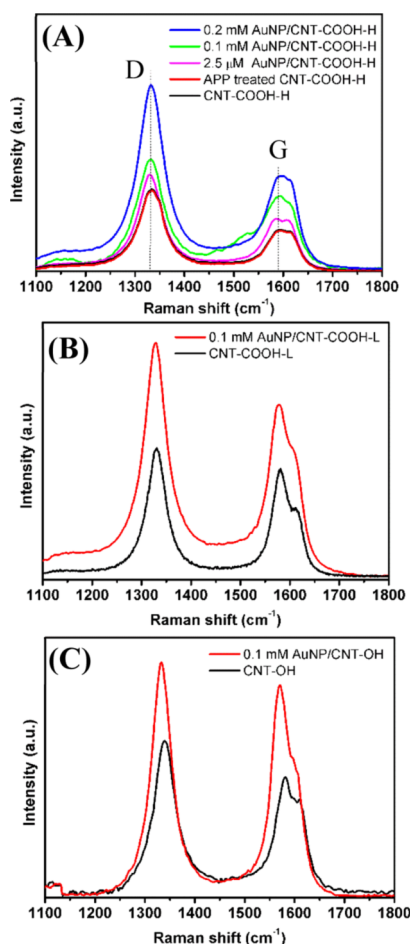 (A)
0.2 mM AuNP/CNT-COOH-H
0.1 mM AuNP/CNT-COOH-H
2.5 μM AuNP/CNT-COOH-H
APP treated CNT-COOH-H
CNT-COOH-H
D
G
Intensity (a.u.)
1100 1200 1300 1400 1500 1600 1700 1800
Raman shift (cm⁻¹)
(B)
0.1 mM AuNP/CNT-COOH-L
CNT-COOH-L
Intensity (a.u.)
1100 1200 1300 1400 1500 1600 1700 1800
Raman shift (cm⁻¹)
(C)
0.1 mM AuNP/CNT-OH
CNT-OH
Intensity (a.u.)
1100 1200 1300 1400 1500 1600 1700 1800
Raman shift (cm⁻¹)